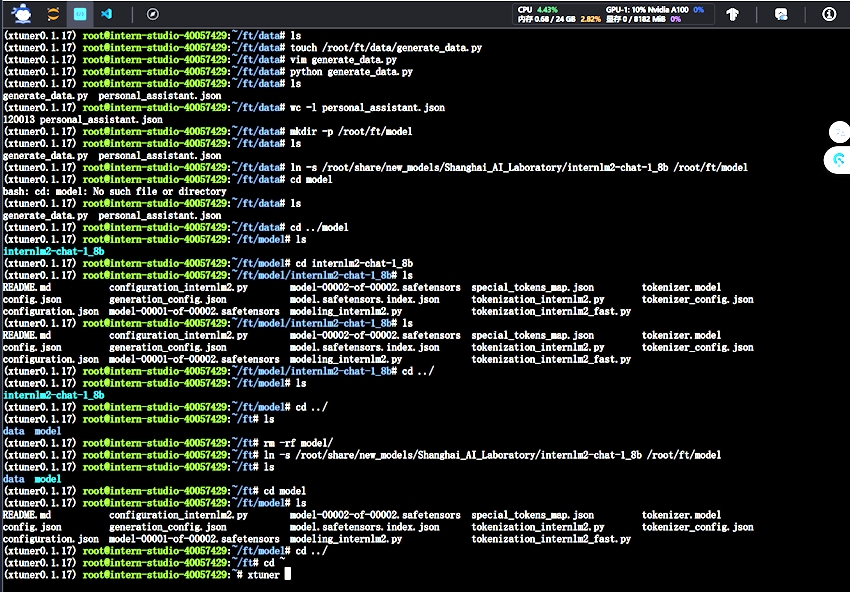 CPU 4.43% GPU-1: 10% Nvidia A100 0%
内存 0.68 / 24 GB 2.82% 显存 0 / 8182 MiB 0%
(xtuner0.1.17) root@intern-studio-40057429:~/ft/data# ls
(xtuner0.1.17) root@intern-studio-40057429:~/ft/data# touch /root/ft/data/generate_data.py
(xtuner0.1.17) root@intern-studio-40057429:~/ft/data# vim generate_data.py
(xtuner0.1.17) root@intern-studio-40057429:~/ft/data# python generate_data.py
(xtuner0.1.17) root@intern-studio-40057429:~/ft/data# ls
generate_data.py personal_assistant.json
(xtuner0.1.17) root@intern-studio-40057429:~/ft/data# wc -l personal_assistant.json
120013 personal_assistant.json
(xtuner0.1.17) root@intern-studio-40057429:~/ft/data# mkdir -p /root/ft/model
(xtuner0.1.17) root@intern-studio-40057429:~/ft/data# ls
generate_data.py personal_assistant.json
(xtuner0.1.17) root@intern-studio-40057429:~/ft/data# ln -s /root/share/new_models/Shanghai_AI_Laboratory/internlm2-chat-1_8b /root/ft/model
(xtuner0.1.17) root@intern-studio-40057429:~/ft/data# cd model
bash: cd: model: No such file or directory
(xtuner0.1.17) root@intern-studio-40057429:~/ft/data# ls
generate_data.py personal_assistant.json
(xtuner0.1.17) root@intern-studio-40057429:~/ft/data# cd ../model
(xtuner0.1.17) root@intern-studio-40057429:~/ft/model# ls
internlm2-chat-1_8b
(xtuner0.1.17) root@intern-studio-40057429:~/ft/model# cd internlm2-chat-1_8b
(xtuner0.1.17) root@intern-studio-40057429:~/ft/model/internlm2-chat-1_8b# ls
README.md configuration_internlm2.py model-00002-of-00002.safetensors special_tokens_map.json tokenizer.model
config.json generation_config.json model.safetensors.index.json tokenization_internlm2.py tokenizer_config.json
configuration.json model-00001-of-00002.safetensors modeling_internlm2.py tokenization_internlm2_fast.py
(xtuner0.1.17) root@intern-studio-40057429:~/ft/model/internlm2-chat-1_8b# ls
README.md configuration_internlm2.py model-00002-of-00002.safetensors special_tokens_map.json tokenizer.model
config.json generation_config.json model.safetensors.index.json tokenization_internlm2.py tokenizer_config.json
configuration.json model-00001-of-00002.safetensors modeling_internlm2.py tokenization_internlm2_fast.py
(xtuner0.1.17) root@intern-studio-40057429:~/ft/model/internlm2-chat-1_8b# cd ../
(xtuner0.1.17) root@intern-studio-40057429:~/ft/model# ls
internlm2-chat-1_8b
(xtuner0.1.17) root@intern-studio-40057429:~/ft/model# cd ../
(xtuner0.1.17) root@intern-studio-40057429:~/ft# ls
data model
(xtuner0.1.17) root@intern-studio-40057429:~/ft# rm -rf model/
(xtuner0.1.17) root@intern-studio-40057429:~/ft# ln -s /root/share/new_models/Shanghai_AI_Laboratory/internlm2-chat-1_8b /root/ft/model
(xtuner0.1.17) root@intern-studio-40057429:~/ft# ls
data model
(xtuner0.1.17) root@intern-studio-40057429:~/ft# cd model
(xtuner0.1.17) root@intern-studio-40057429:~/ft/model# ls
README.md configuration_internlm2.py model-00002-of-00002.safetensors special_tokens_map.json tokenizer.model
config.json generation_config.json model.safetensors.index.json tokenization_internlm2.py tokenizer_config.json
configuration.json model-00001-of-00002.safetensors modeling_internlm2.py tokenization_internlm2_fast.py
(xtuner0.1.17) root@intern-studio-40057429:~/ft/model# cd ../
(xtuner0.1.17) root@intern-studio-40057429:~/ft# cd ~
(xtuner0.1.17) root@intern-studio-40057429:~# xtuner